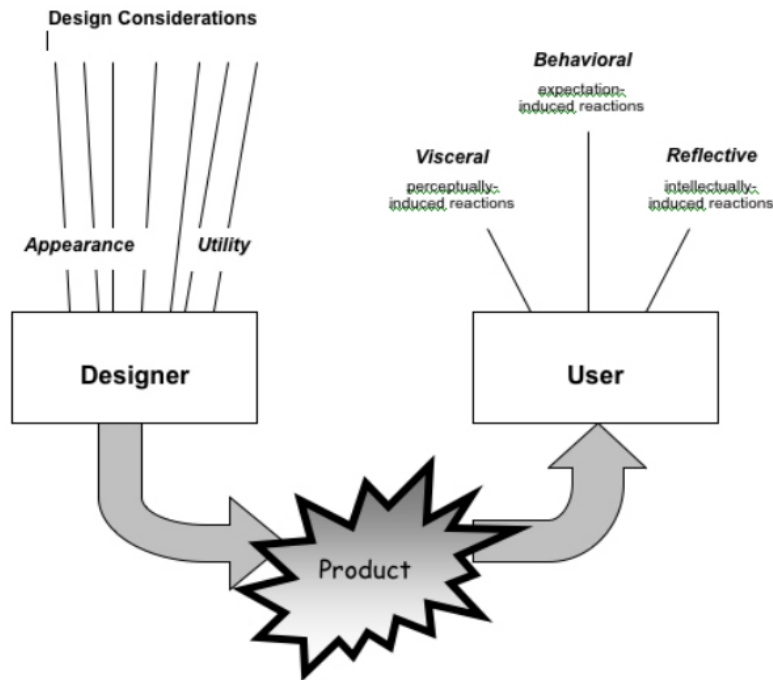 Design Considerations
Appearance
Utility
Designer
Behavioral
expectation-
induced reactions
Visceral
perceptually-
induced reactions
Reflective
intellectually-
induced reactions
User
Product